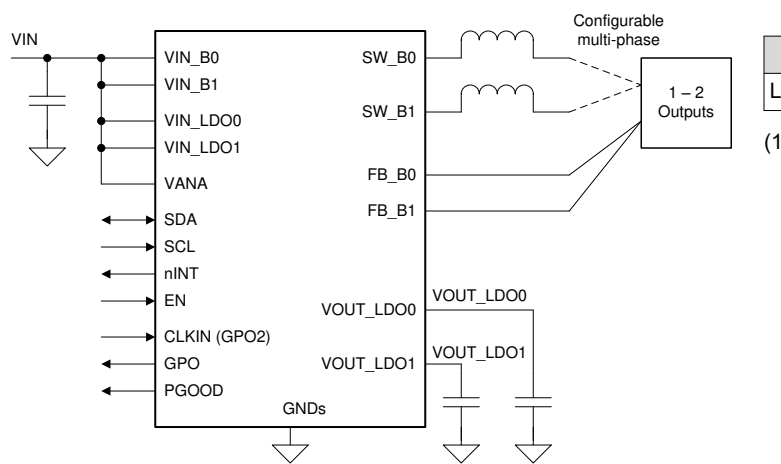 VIN
VIN_B0
VIN_B1
VIN_LDO0
VIN_LDO1
VANA
SDA
SCL
nINT
EN
CLKIN (GPO2)
GPO
PGOOD
GNDs
SW_B0
SW_B1
FB_B0
FB_B1
VOUT_LDO0
VOUT_LDO1
VOUT_LDO0
VOUT_LDO1
Configurable
multi-phase
1 – 2
Outputs
L
(1